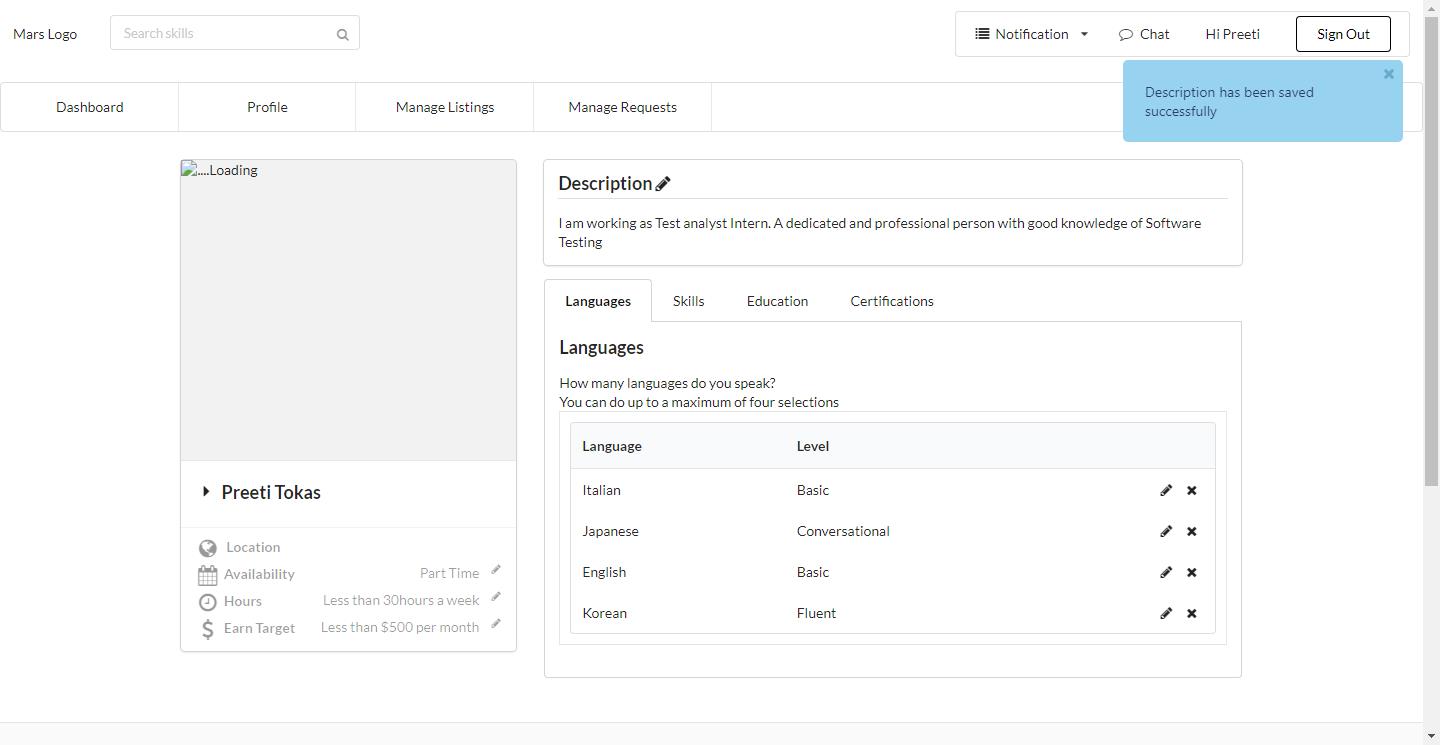 Mars Logo
Search skills
Notification
Chat
Hi Preeti
Sign Out
Dashboard
Profile
Manage Listings
Manage Requests
Description has been saved
successfully
....Loading
Description
I am working as Test analyst Intern. A dedicated and professional person with good knowledge of Software
Testing
Preeti Tokas
Location
Availability Part Time
Hours Less than 30hours a week
Earn Target Less than $500 per month
Languages Skills Education Certifications
Languages
How many languages do you speak?
You can do up to a maximum of four selections
Language Level
Italian Basic
Japanese Conversational
English Basic
Korean Fluent